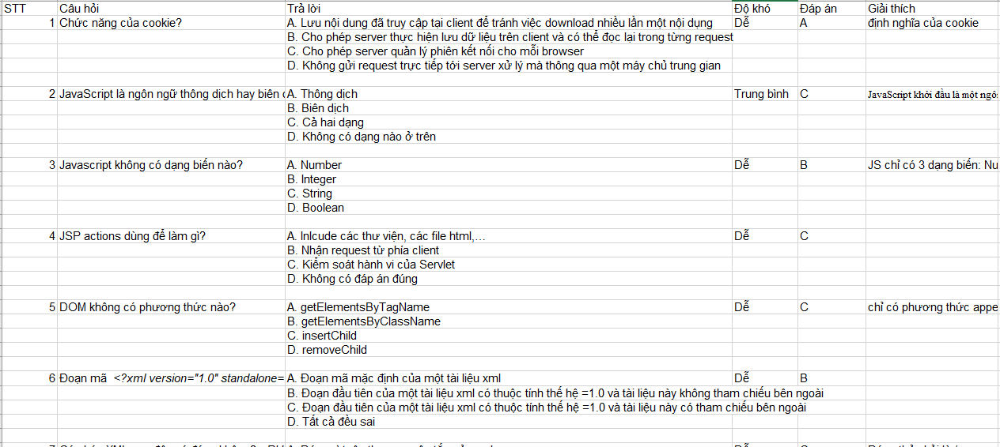 STT Câu hỏi Trả lời Độ khó Đáp án Giải thích
1 Chức năng của cookie? A. Lưu nội dung đã truy cập tại client để tránh việc download nhiều lần một nội dụng Dễ A định nghĩa của cookie
B. Cho phép server thực hiện lưu dữ liệu trên client và có thể đọc lại trong từng request
C. Cho phép server quản lý phiên kết nối cho mỗi browser
D. Không gửi request trực tiếp tới server xử lý mà thông qua một máy chủ trung gian
2 JavaScript là ngôn ngữ thông dịch hay biên A. Thông dịch Trung bình C JavaScript khởi đầu là một
B. Biên dịch
C. Cả hai dạng
D. Không có dạng nào ở trên
3 Javascript không có dạng biến nào? A. Number Dễ B JS chỉ có 3 dạng biến:
B. Integer
C. String
D. Boolean
4 JSP actions dùng để làm gì? A. Inlcude các thư viện, các file html,… Dễ C
B. Nhận request từ phía client
C. Kiểm soát hành vi của Servlet
D. Không có đáp án đúng
5 DOM không có phương thức nào? A. getElementsByTagName Dễ C chỉ có phương thức
B. getElementsByClassName
C. insertChild
D. removeChild
6 Đoạn mã <?xml version="1.0" standalone= A. Đoạn mã mặc định của một tài liệu xml Dễ B
B. Đoạn đầu tiên của một tài liệu xml có thuộc tính thế hệ =1.0 và tài liệu này không tham chiếu bên ngoài
C. Đoạn đầu tiên của một tài liệu xml có thuộc tính thế hệ =1.0 và tài liệu này có tham chiếu bên ngoài
D. Tất cả đều sai